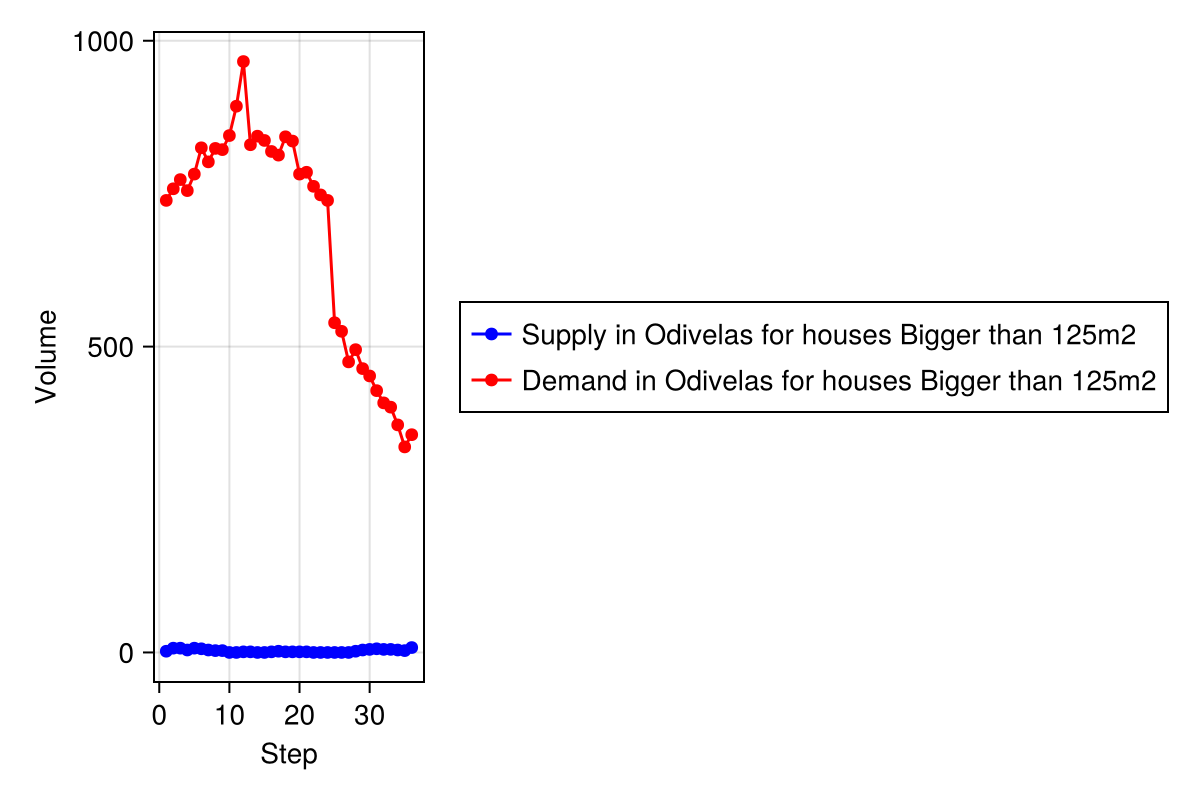 1000
500
0
Volume
0 10 20 30
Step
Supply in Odivelas for houses Bigger than 125m2
Demand in Odivelas for houses Bigger than 125m2